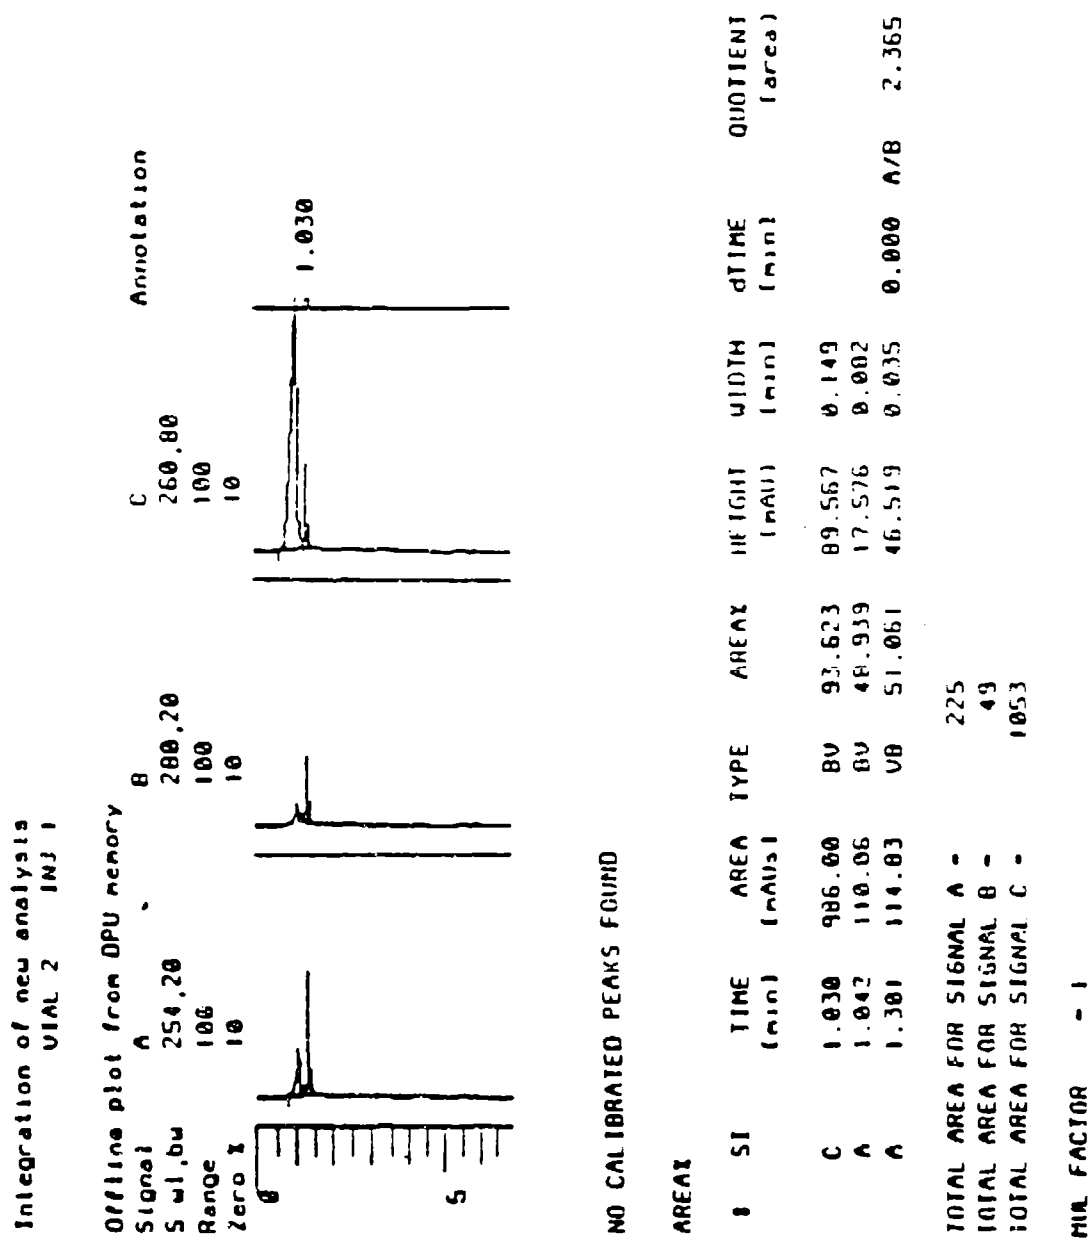 Integration of new analysis
VIAL 2 INJ 1
Offline plot from DPU memory
Signal A B C Annotation
S wl,bw 254,20 280,20 260,80
Range 100 100 100
Zero % 10 10 10
0
5
1.030
NO CALIBRATED PEAKS FOUND
AREA%
# SI TIME AREA TYPE AREA% HEIGHT WIDTH dTIME QUOTIENT
[min] [mAUs] [mAU] [min] [min] [area]
C 1.030 986.00 BV 93.623 89.567 0.149
A 1.042 110.06 BV 48.939 17.576 0.082
A 1.301 114.83 VB 51.061 46.519 0.035 0.000 A/B 2.365
TOTAL AREA FOR SIGNAL A = 225
TOTAL AREA FOR SIGNAL B = 49
TOTAL AREA FOR SIGNAL C = 1053
MUL FACTOR = 1